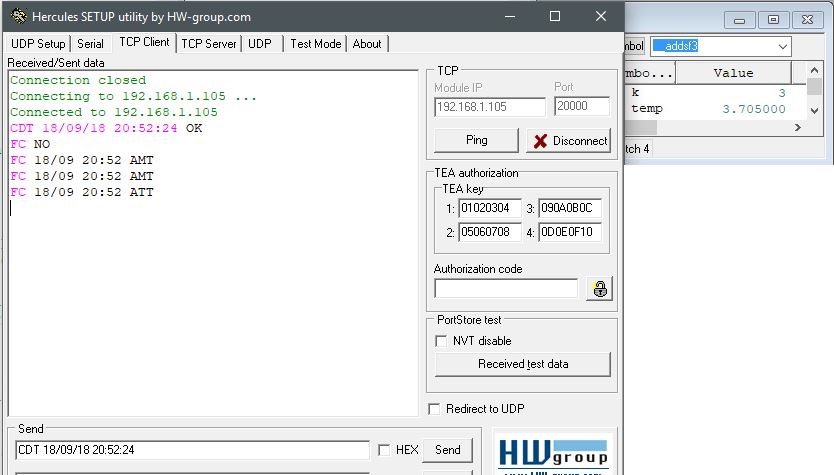 Hercules SETUP utility by HW-group.com
UDP Setup Serial TCP Client TCP Server UDP Test Mode About
Received/Sent data
Connection closed
Connecting to 192.168.1.105 ...
Connected to 192.168.1.105
CDT 18/09/18 20:52:24 OK
FC NO
FC 18/09 20:52 AMT
FC 18/09 20:52 AMT
FC 18/09 20:52 ATT
TCP
Module IP Port
192.168.1.105 20000
Ping Disconnect
TEA authorization
TEA key
1: 01020304 3: 090A0B0C
2: 05060708 4: 0D0E0F10
Authorization code
PortStore test
NVT disable
Received test data
Redirect to UDP
Send
CDT 18/09/18 20:52:24 HEX Send
HW group
www.HW-group.com
mbol __addsf3
mbo... Value
k 3
temp 3.705000
tch 4